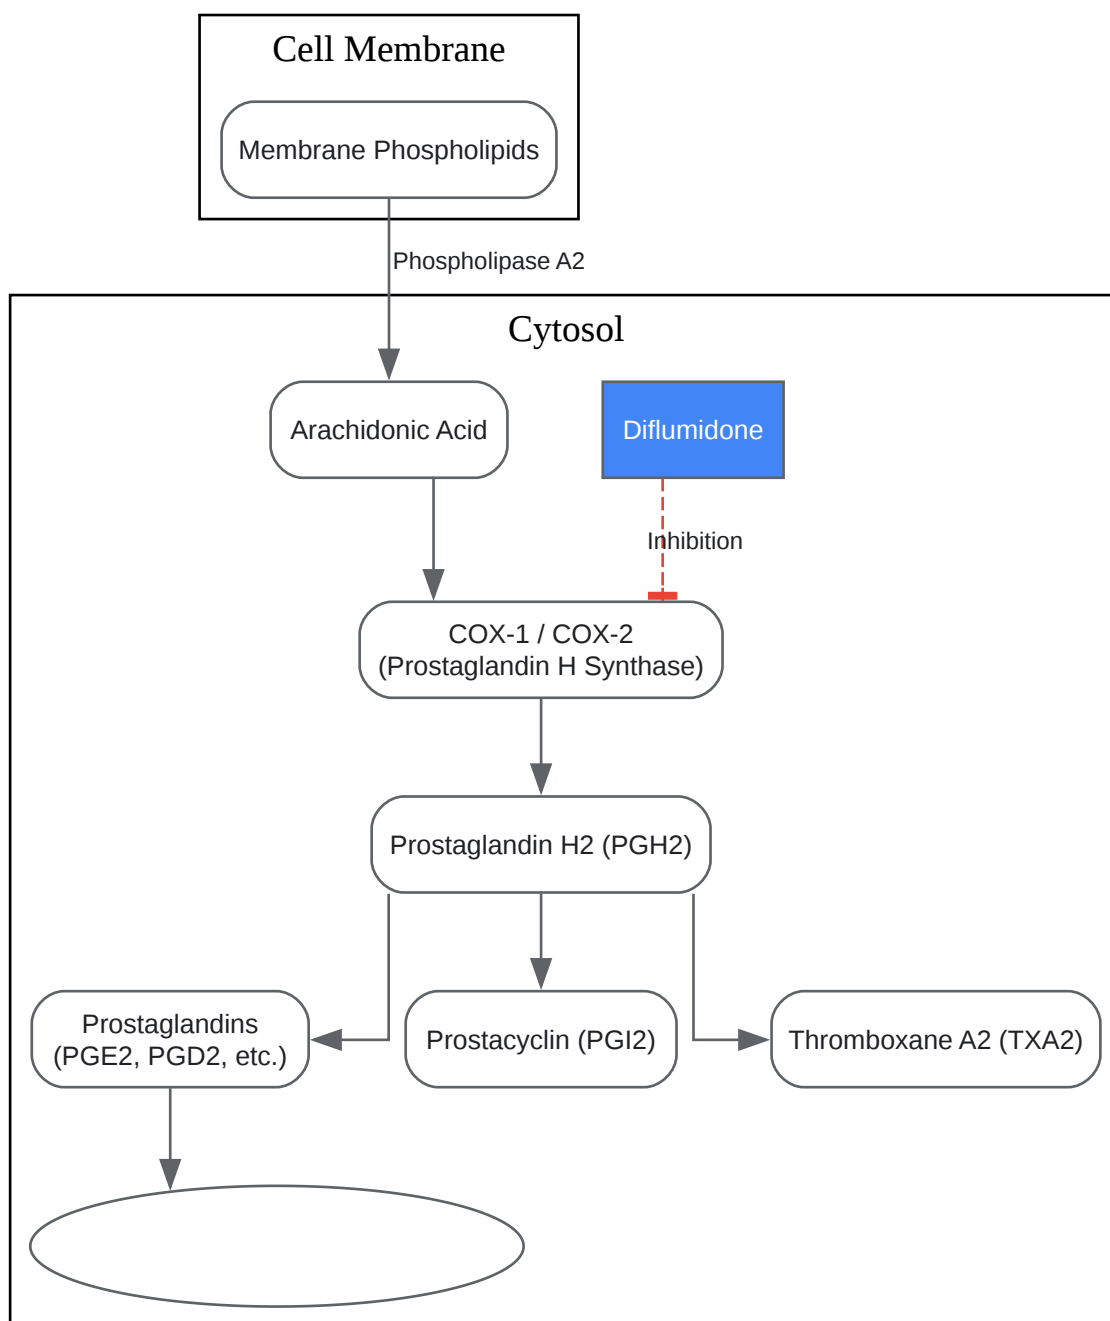 Cell Membrane
Membrane Phospholipids
Phospholipase A2
Cytosol
Arachidonic Acid
Diflumidone
Inhibition
COX-1 / COX-2
(Prostaglandin H Synthase)
Prostaglandin H2 (PGH2)
Prostaglandins
(PGE2, PGD2, etc.)
Prostacyclin (PGI2)
Thromboxane A2 (TXA2)